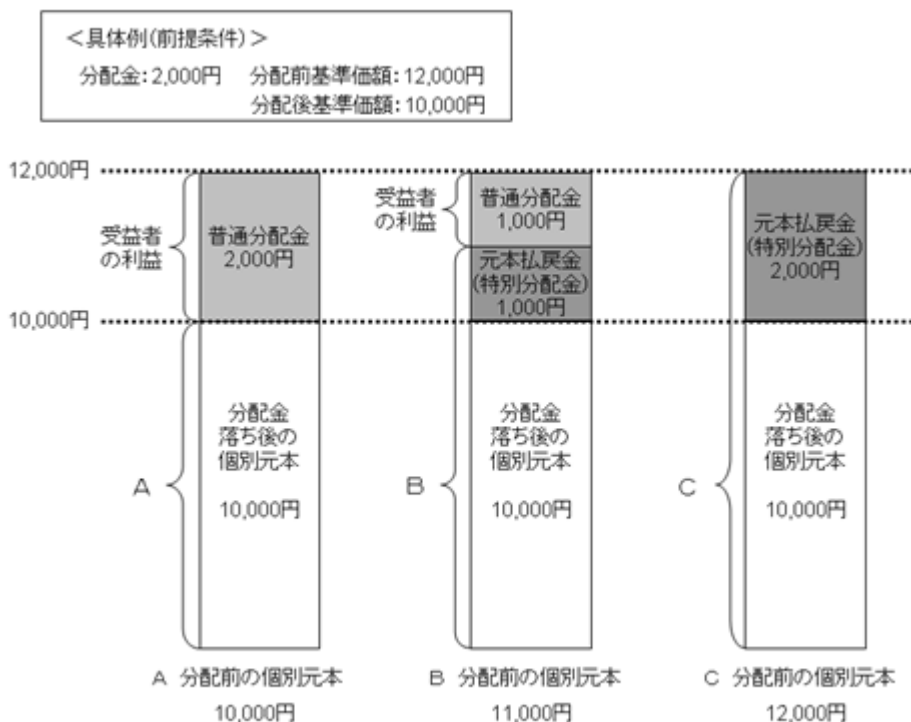 ＜具体例(前提条件)＞
分配金：2,000円　分配前基準価額：12,000円
分配後基準価額：10,000円
12,000円
受益者
の利益
普通分配金
2,000円
受益者
の利益
普通分配金
1,000円
元本払戻金
(特別分配金)
1,000円
元本払戻金
(特別分配金)
2,000円
10,000円
A
分配金
落ち後の
個別元本
10,000円
B
分配金
落ち後の
個別元本
10,000円
C
分配金
落ち後の
個別元本
10,000円
A 分配前の個別元本
10,000円
B 分配前の個別元本
11,000円
C 分配前の個別元本
12,000円